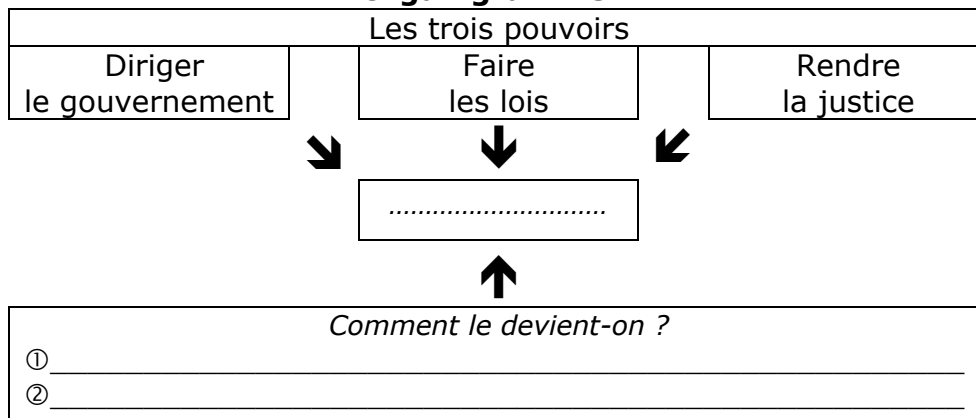 Les trois pouvoirs
Diriger
le gouvernement
Faire
les lois
Rendre
la justice
..............................
Comment le devient-on ?
①
②